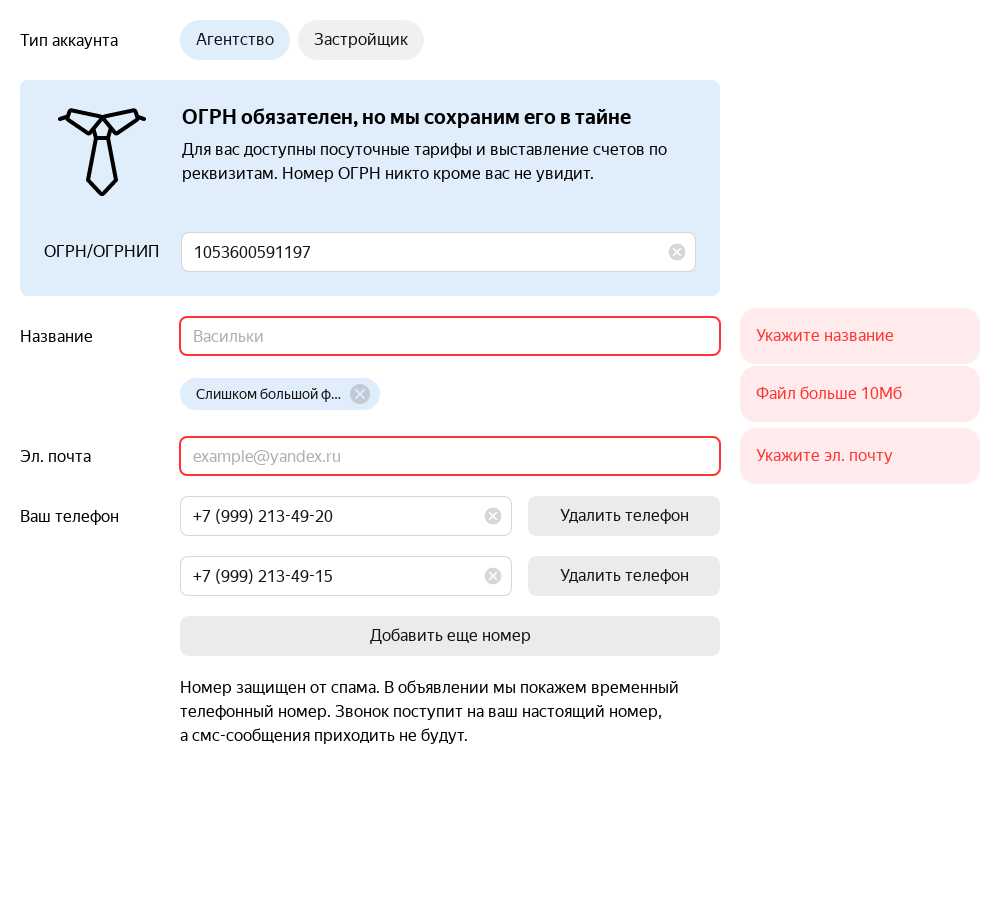 Тип аккаунта
Агентство
Застройщик
ОГРН обязателен, но мы сохраним его в тайне
Для вас доступны посуточные тарифы и выставление счетов по
реквизитам. Номер ОГРН никто кроме вас не увидит.
ОГРН/ОГРНИП
1053600591197
Название
Васильки
Укажите название
Слишком большой ф...
Файл больше 10Мб
Эл. почта
example@yandex.ru
Укажите эл. почту
Ваш телефон
+7 (999) 213-49-20
Удалить телефон
+7 (999) 213-49-15
Удалить телефон
Добавить еще номер
Номер защищен от спама. В объявлении мы покажем временный
телефонный номер. Звонок поступит на ваш настоящий номер,
а смс-сообщения приходить не будут.